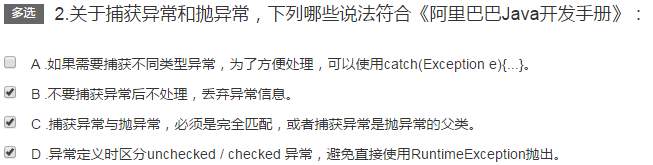 多选 2.关于捕获异常和抛异常，下列哪些说法符合《阿里巴巴Java开发手册》：
A .如果需要捕获不同类型异常，为了方便处理，可以使用catch(Exception e){...}。
B .不要捕获异常后不处理，丢弃异常信息。
C .捕获异常与抛异常，必须是完全匹配，或者捕获异常是抛异常的父类。
D .异常定义时区分unchecked / checked 异常，避免直接使用RuntimeException抛出。